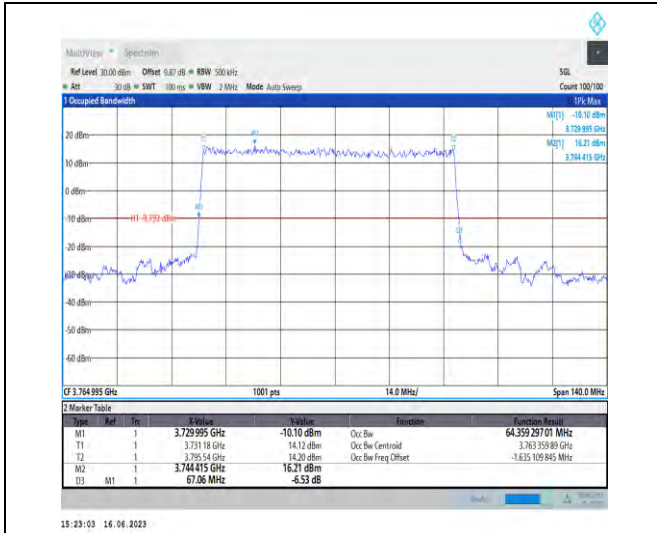 MultiView Spectrum
Ref Level 30.00 dBm Offset 9.87 dB RBW 500 kHz SGL
Att 30 dB SWT 100 ms VBW 2 MHz Mode Auto Sweep Count 100/100
1 Occupied Bandwidth 1Pk Max
M1[1] -10.10 dBm
3.729 995 GHz
M2[1] 16.21 dBm
3.744 415 GHz
20 dBm
T1 M2 T2
10 dBm
0 dBm
M1
-10 dBm H1 -9.792 dBm
D3
-20 dBm
-30 dBm
-40 dBm
-50 dBm
-60 dBm
CF 3.764 995 GHz 1001 pts 14.0 MHz/ Span 140.0 MHz
2 Marker Table
Type Ref Trc X-Value Y-Value Function Function Result
M1 1 3.729 995 GHz -10.10 dBm Occ Bw 64.359 297 01 MHz
T1 1 3.731 18 GHz 14.12 dBm Occ Bw Centroid 3.763 359 89 GHz
T2 1 3.795 54 GHz 14.20 dBm Occ Bw Freq Offset -1.635 109 845 MHz
M2 1 3.744 415 GHz 16.21 dBm
D3 M1 1 67.06 MHz -6.53 dB
15:23:03 16.06.2023